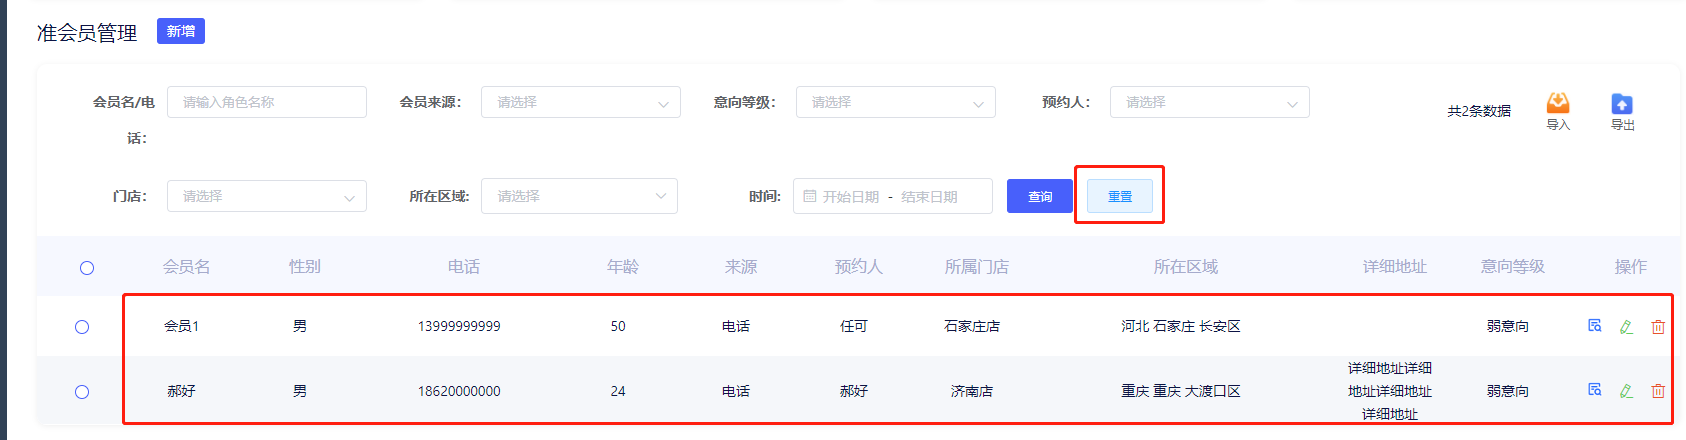 准会员管理 新增
会员名/电话： 请输入角色名称 会员来源： 请选择 意向等级： 请选择 预约人： 请选择 共2条数据 导入 导出
门店： 请选择 所在区域: 请选择 时间: 开始日期 - 结束日期 查询 重置
会员名 性别 电话 年龄 来源 预约人 所属门店 所在区域 详细地址 意向等级 操作
会员1 男 13999999999 50 电话 任可 石家庄店 河北 石家庄 长安区 弱意向
郝好 男 18620000000 24 电话 郝好 济南店 重庆 重庆 大渡口区 详细地址详细地址详细地址详细地址 弱意向